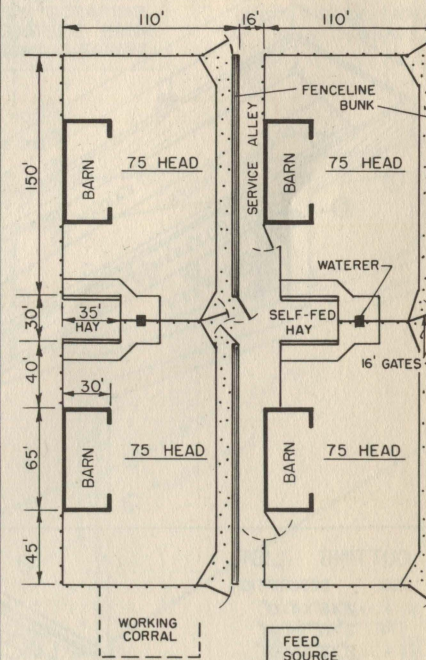 110'
16'
110'
FENCELINE
BUNK
150'
BARN
75 HEAD
SERVICE ALLEY
BARN
75 HEAD
WATERER
30'
35'
HAY
SELF-FED
HAY
16' GATES
40'
30'
65'
BARN
75 HEAD
BARN
75 HEAD
45'
WORKING
CORRAL
FEED
SOURCE